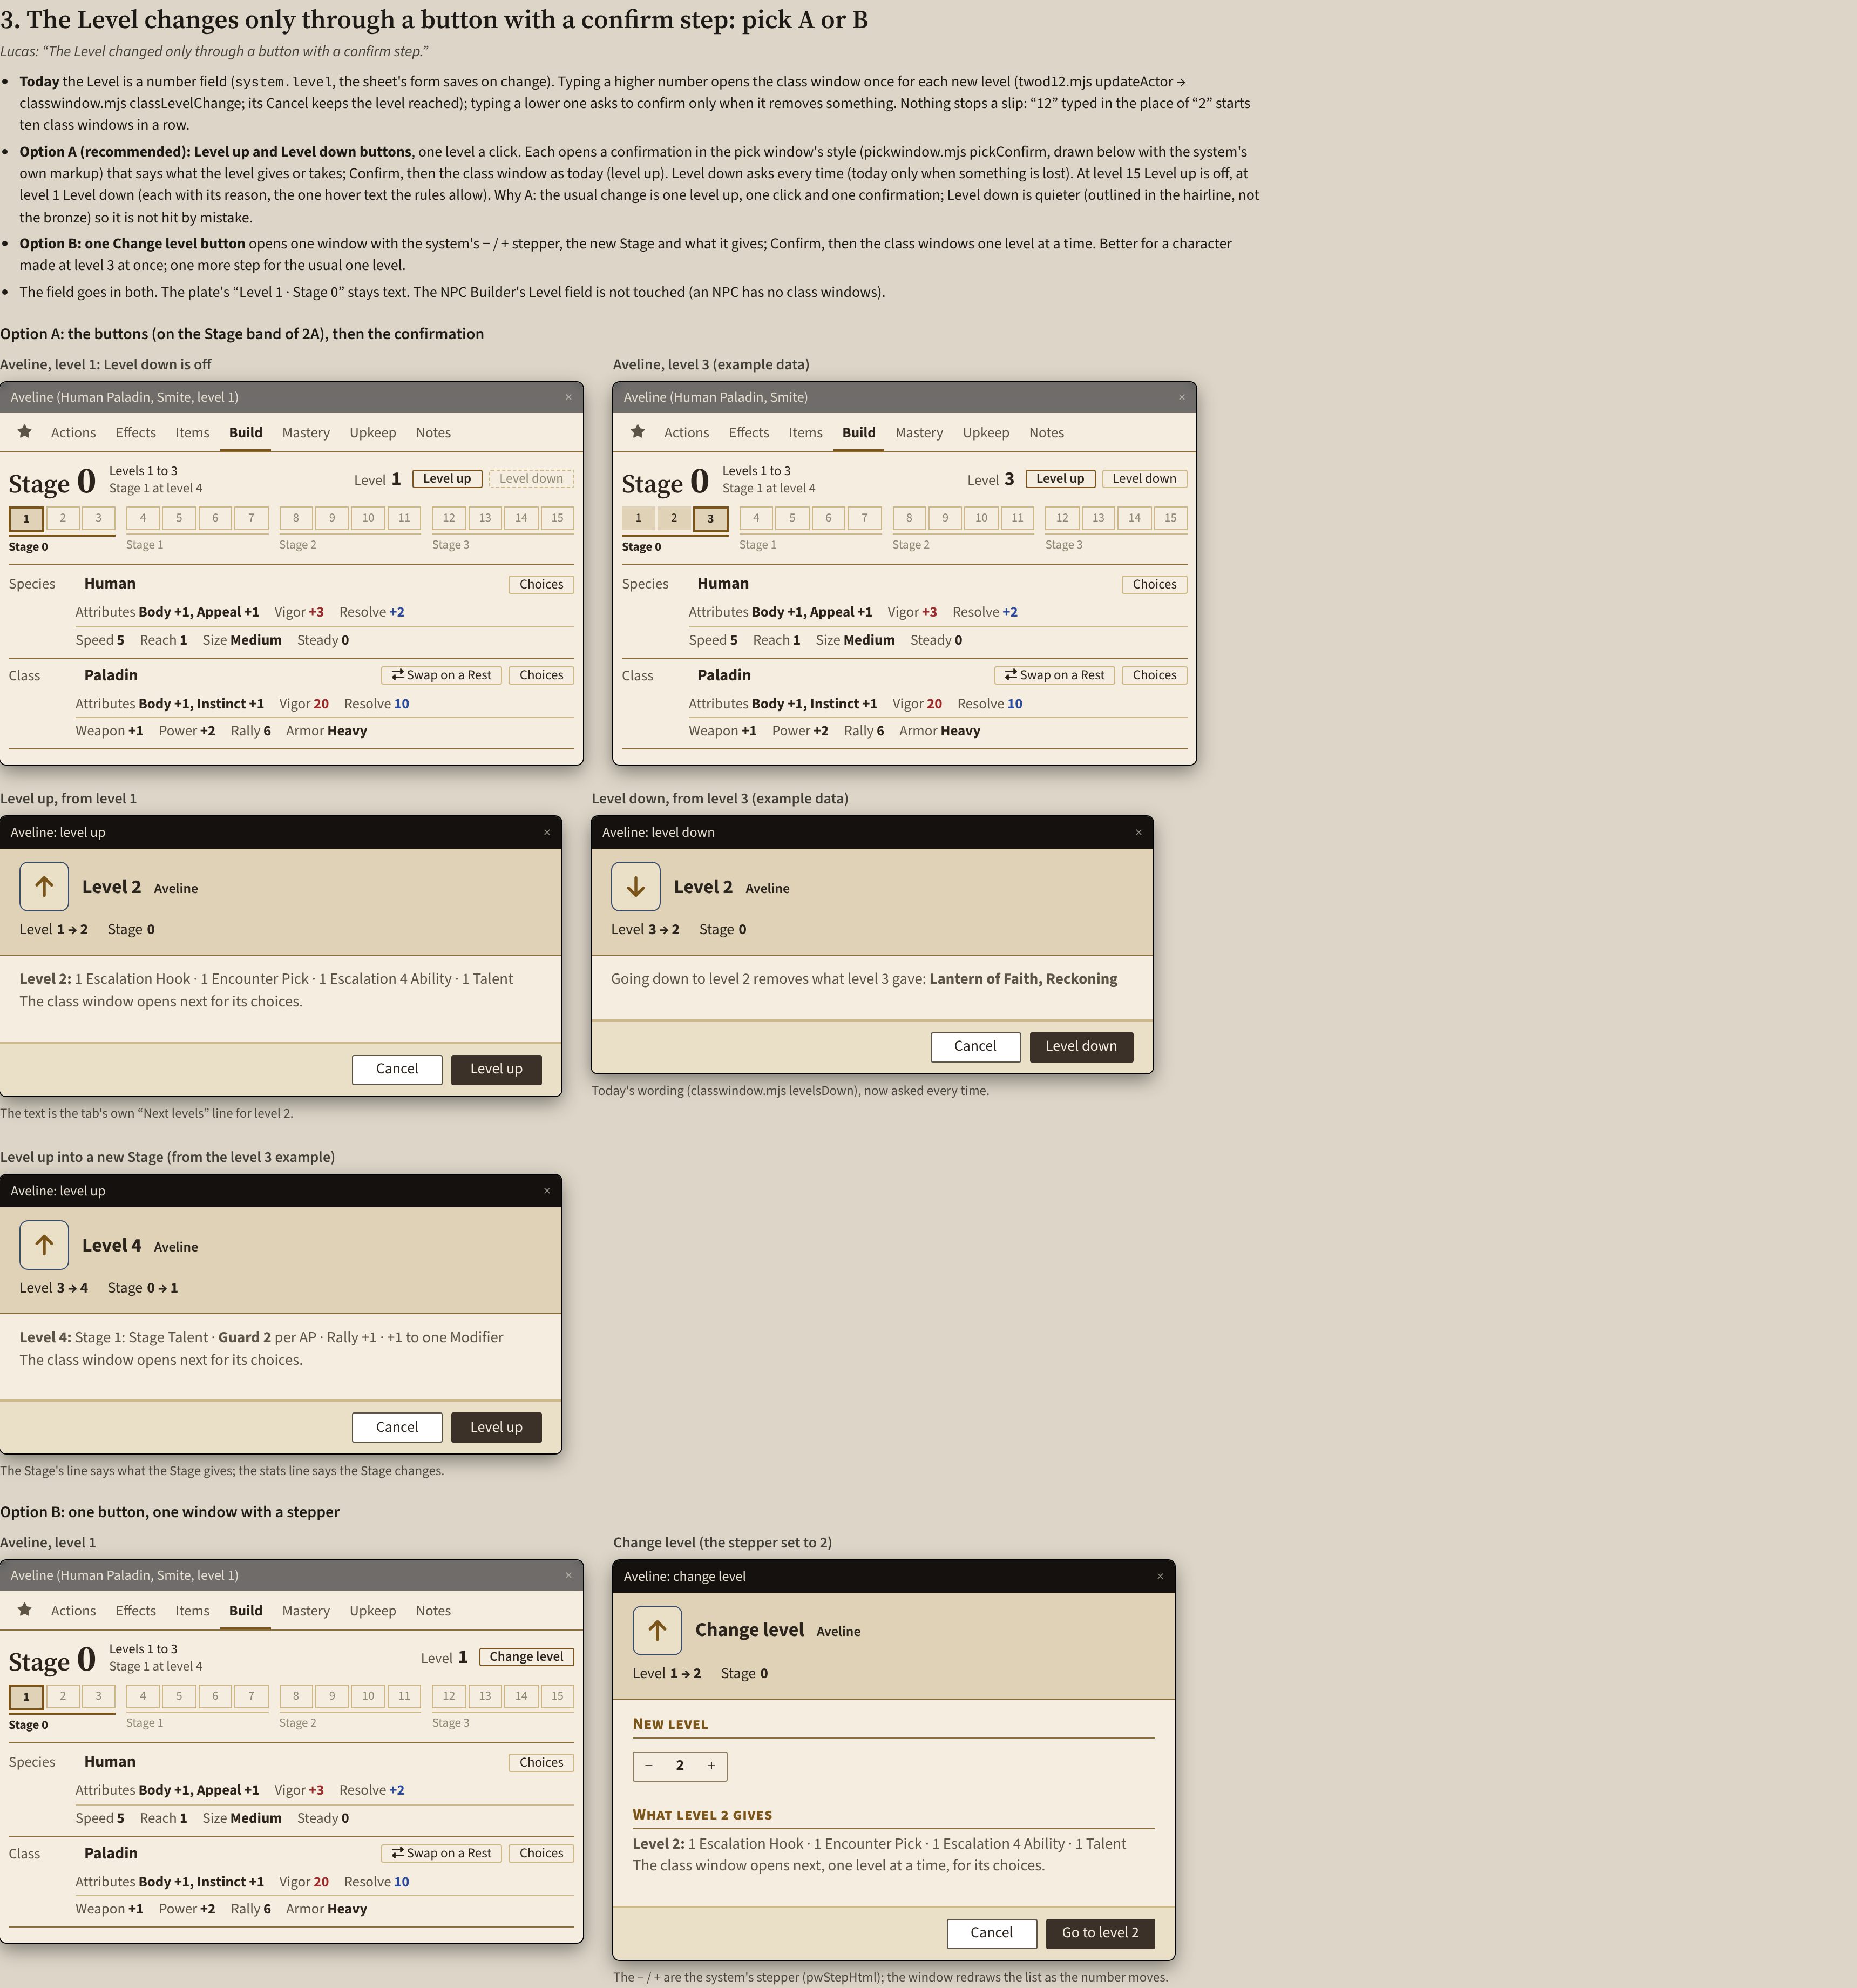 3. The Level changes only through a button with a confirm step: pick A or B
Lucas: “The Level changed only through a button with a confirm step.”
• Today the Level is a number field (system.level, the sheet's form saves on change). Typing a higher number opens the class window once for each new level (twod12.mjs updateActor →
classwindow.mjs classLevelChange; its Cancel keeps the level reached); typing a lower one asks to confirm only when it removes something. Nothing stops a slip: “12” typed in the place of “2” starts
ten class windows in a row.
• Option A (recommended): Level up and Level down buttons, one level a click. Each opens a confirmation in the pick window's style (pickwindow.mjs pickConfirm, drawn below with the system's
own markup) that says what the level gives or takes; Confirm, then the class window as today (level up). Level down asks every time (today only when something is lost). At level 15 Level up is off, at
level 1 Level down (each with its reason, the one hover text the rules allow). Why A: the usual change is one level up, one click and one confirmation; Level down is quieter (outlined in the hairline, not
the bronze) so it is not hit by mistake.
• Option B: one Change level button opens one window with the system's − / + stepper, the new Stage and what it gives; Confirm, then the class windows one level at a time. Better for a character
made at level 3 at once; one more step for the usual one level.
• The field goes in both. The plate's “Level 1 · Stage 0” stays text. The NPC Builder's Level field is not touched (an NPC has no class windows).
Option A: the buttons (on the Stage band of 2A), then the confirmation
Aveline, level 1: Level down is off
Aveline (Human Paladin, Smite, level 1) ×
Actions Effects Items Build Mastery Upkeep Notes
Stage 0 Levels 1 to 3 Level 1 Level up Level down
Stage 1 at level 4
1 2 3 4 5 6 7 8 9 10 11 12 13 14 15
Stage 0 Stage 1 Stage 2 Stage 3
Species Human Choices
Attributes Body +1, Appeal +1 Vigor +3 Resolve +2
Speed 5 Reach 1 Size Medium Steady 0
Class Paladin ⇄ Swap on a Rest Choices
Attributes Body +1, Instinct +1 Vigor 20 Resolve 10
Weapon +1 Power +2 Rally 6 Armor Heavy
Aveline, level 3 (example data)
Aveline (Human Paladin, Smite) ×
Actions Effects Items Build Mastery Upkeep Notes
Stage 0 Levels 1 to 3 Level 3 Level up Level down
Stage 1 at level 4
1 2 3 4 5 6 7 8 9 10 11 12 13 14 15
Stage 0 Stage 1 Stage 2 Stage 3
Species Human Choices
Attributes Body +1, Appeal +1 Vigor +3 Resolve +2
Speed 5 Reach 1 Size Medium Steady 0
Class Paladin ⇄ Swap on a Rest Choices
Attributes Body +1, Instinct +1 Vigor 20 Resolve 10
Weapon +1 Power +2 Rally 6 Armor Heavy
Level up, from level 1
Aveline: level up ×
Level 2 Aveline
Level 1 → 2 Stage 0
Level 2: 1 Escalation Hook · 1 Encounter Pick · 1 Escalation 4 Ability · 1 Talent
The class window opens next for its choices.
Cancel Level up
The text is the tab's own “Next levels” line for level 2.
Level down, from level 3 (example data)
Aveline: level down ×
Level 2 Aveline
Level 3 → 2 Stage 0
Going down to level 2 removes what level 3 gave: Lantern of Faith, Reckoning
Cancel Level down
Today's wording (classwindow.mjs levelsDown), now asked every time.
Level up into a new Stage (from the level 3 example)
Aveline: level up ×
Level 4 Aveline
Level 3 → 4 Stage 0 → 1
Level 4: Stage 1: Stage Talent · Guard 2 per AP · Rally +1 · +1 to one Modifier
The class window opens next for its choices.
Cancel Level up
The Stage's line says what the Stage gives; the stats line says the Stage changes.
Option B: one button, one window with a stepper
Aveline, level 1
Aveline (Human Paladin, Smite, level 1) ×
Actions Effects Items Build Mastery Upkeep Notes
Stage 0 Levels 1 to 3 Level 1 Change level
Stage 1 at level 4
1 2 3 4 5 6 7 8 9 10 11 12 13 14 15
Stage 0 Stage 1 Stage 2 Stage 3
Species Human Choices
Attributes Body +1, Appeal +1 Vigor +3 Resolve +2
Speed 5 Reach 1 Size Medium Steady 0
Class Paladin ⇄ Swap on a Rest Choices
Attributes Body +1, Instinct +1 Vigor 20 Resolve 10
Weapon +1 Power +2 Rally 6 Armor Heavy
Change level (the stepper set to 2)
Aveline: change level ×
Change level Aveline
Level 1 → 2 Stage 0
NEW LEVEL
− 2 +
WHAT LEVEL 2 GIVES
Level 2: 1 Escalation Hook · 1 Encounter Pick · 1 Escalation 4 Ability · 1 Talent
The class window opens next, one level at a time, for its choices.
Cancel Go to level 2
The − / + are the system's stepper (pwStepHtml); the window redraws the list as the number moves.